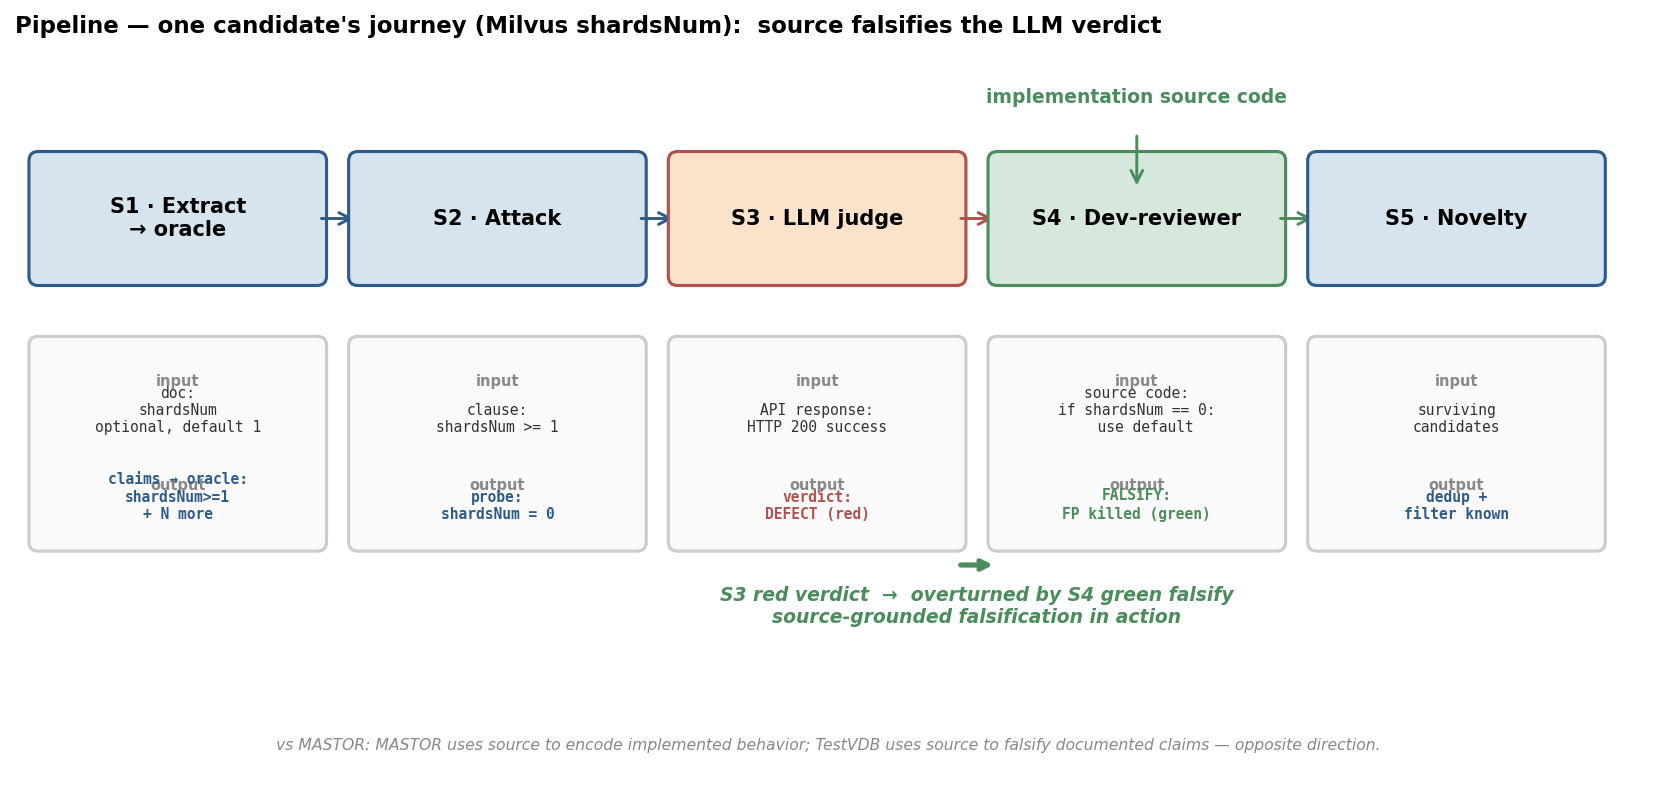 Pipeline — one candidate's journey (Milvus shardsNum):  source falsifies the LLM verdict
implementation source code
S1 · Extract
→ oracle
S2 · Attack
S3 · LLM judge
S4 · Dev-reviewer
S5 · Novelty
input
doc:
shardsNum
optional, default 1
output
claims → oracle:
shardsNum>=1
+ N more
input
clause:
shardsNum >= 1
output
probe:
shardsNum = 0
input
API response:
HTTP 200 success
output
verdict:
DEFECT (red)
input
source code:
if shardsNum == 0:
use default
output
FALSIFY:
FP killed (green)
input
surviving
candidates
output
dedup +
filter known
S3 red verdict → overturned by S4 green falsify
source-grounded falsification in action
vs MASTOR: MASTOR uses source to encode implemented behavior; TestVDB uses source to falsify documented claims — opposite direction.